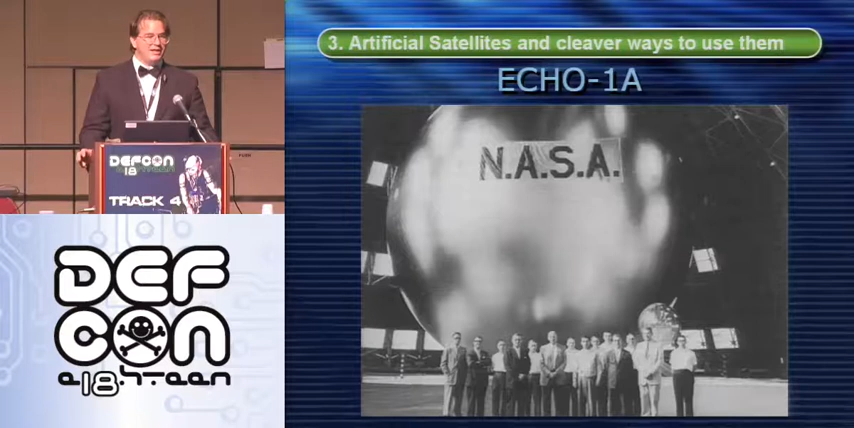 DEFCON
18
TRACK 4
DEF
CON
e18hteen
3. Artificial Satellites and cleaver ways to use them
ECHO-1A
N.A.S.A.